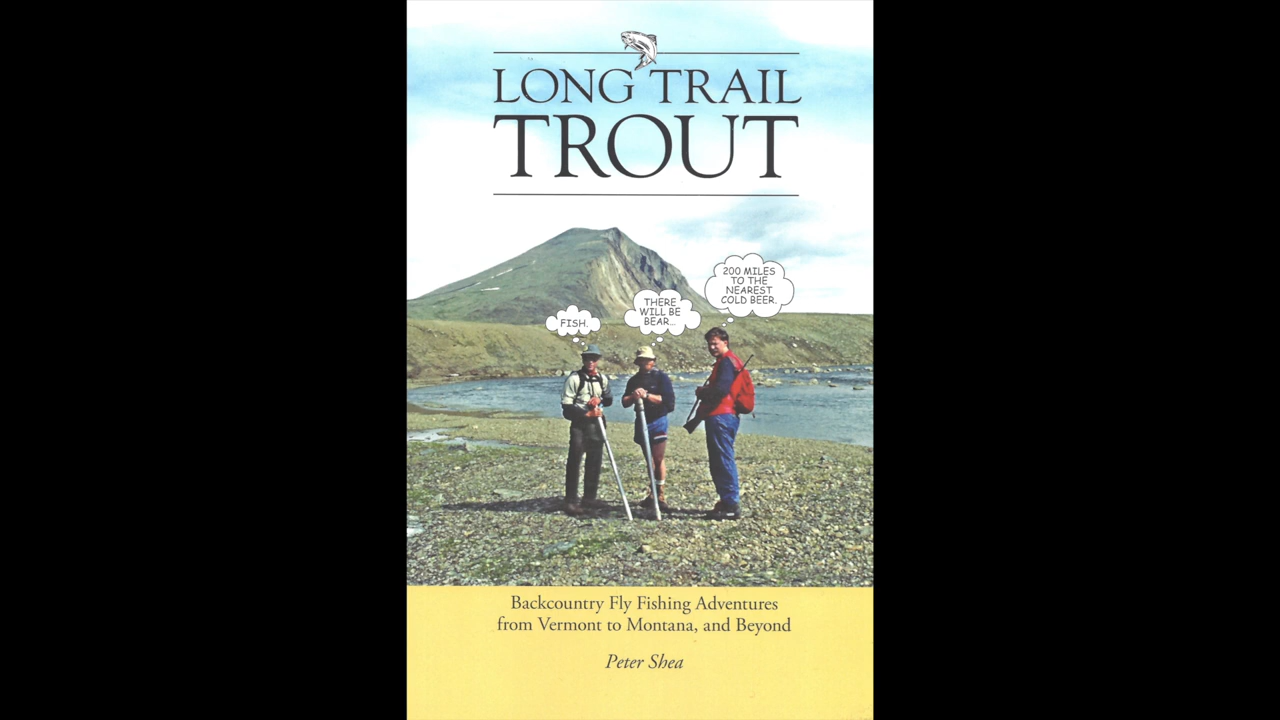 LONG TRAIL
TROUT
FISH.
THERE
WILL BE
BEAR...
200 MILES
TO THE
NEAREST
COLD BEER.
Backcountry Fly Fishing Adventures
from Vermont to Montana, and Beyond
Peter Shea